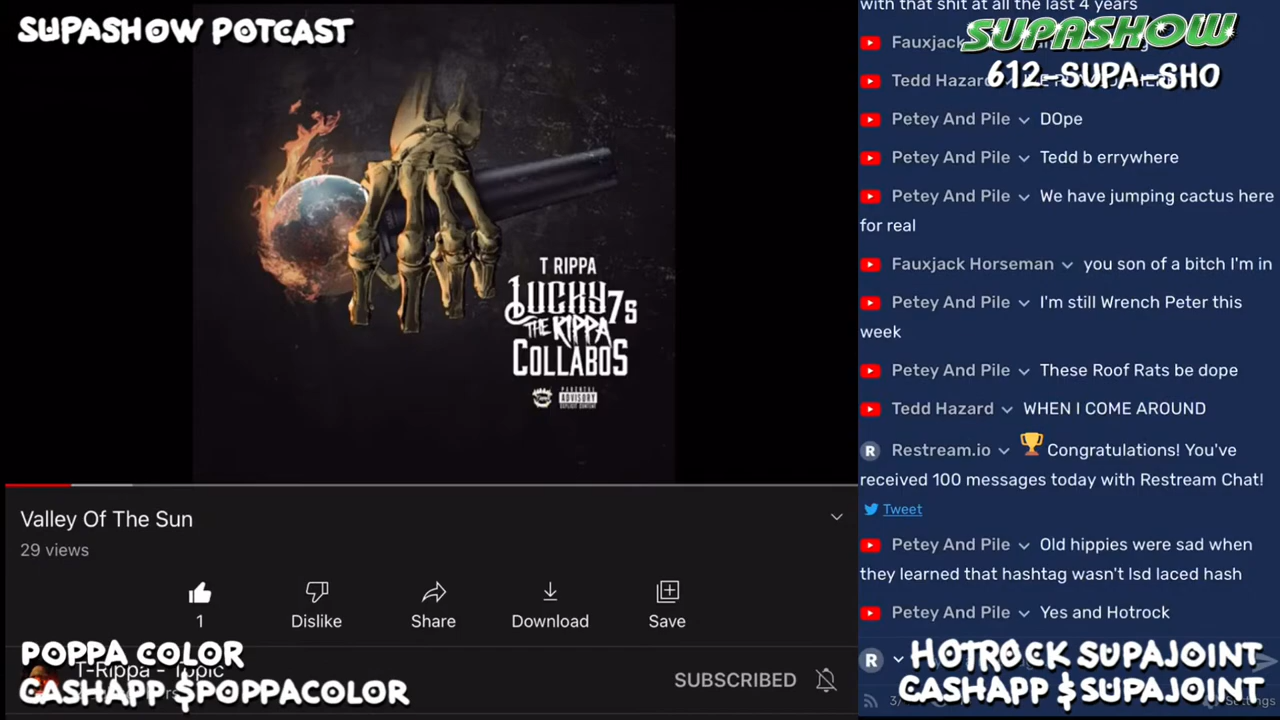 SUPASHOW POTCAST
T RIPPA
LUCKY 7s
THE RIPPA
COLLABOS
PARENTAL
ADVISORY
EXPLICIT CONTENT
Valley Of The Sun
29 views
1
Dislike
Share
Download
Save
T-Rippa - Topic
SUBSCRIBED
POPPA COLOR
CASHAPP $POPPACOLOR
with that shit at all the last 4 years
Fauxjack
SUPASHOW
Tedd Hazard
612-SUPA-SHO
Petey And Pile DOpe
Petey And Pile Tedd b errywhere
Petey And Pile We have jumping cactus here
for real
Fauxjack Horseman you son of a bitch I'm in
Petey And Pile I'm still Wrench Peter this
week
Petey And Pile These Roof Rats be dope
Tedd Hazard WHEN I COME AROUND
R Restream.io 🏆 Congratulations! You've
received 100 messages today with Restream Chat!
Tweet
Petey And Pile Old hippies were sad when
they learned that hashtag wasn't lsd laced hash
Petey And Pile Yes and Hotrock
R
HOTROCK SUPAJOINT
CASHAPP $SUPAJOINT
Settings